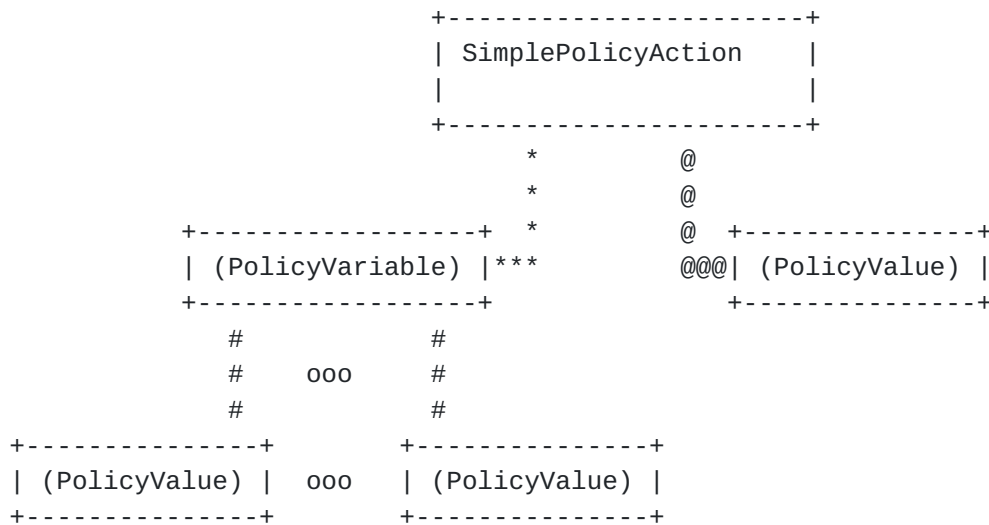 +-----------------------+
| SimplePolicyAction    |
|                       |
+-----------------------+
*         @
*         @
+------------------+  *         @  +---------------+
| (PolicyVariable) |***         @@@| (PolicyValue) |
+------------------+               +---------------+
#            #
#    ooo     #
#            #
+---------------+        +---------------+
| (PolicyValue) |  ooo   | (PolicyValue) |
+---------------+        +---------------+